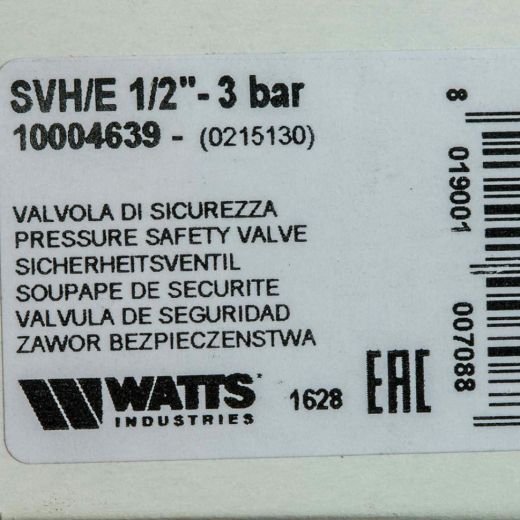 SVH/E 1/2"- 3 bar
10004639 - (0215130)
VALVOLA DI SICUREZZA
PRESSURE SAFETY VALVE
SICHERHEITSVENTIL
SOUPAPE DE SECURITE
VALVULA DE SEGURIDAD
ZAWOR BEZPIECZENSTWA
WATTS
INDUSTRIES
1628
EAC
8 019001 007088